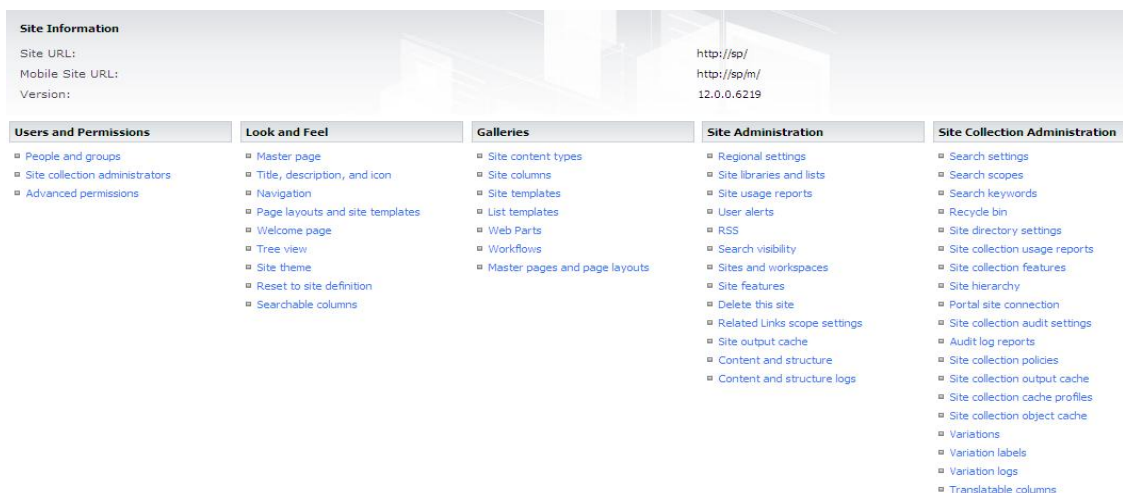 Site Information
Site URL: http://sp/
Mobile Site URL: http://sp/m/
Version: 12.0.0.6219
Users and Permissions
People and groups
Site collection administrators
Advanced permissions
Look and Feel
Master page
Title, description, and icon
Navigation
Page layouts and site templates
Welcome page
Tree view
Site theme
Reset to site definition
Searchable columns
Galleries
Site content types
Site columns
Site templates
List templates
Web Parts
Workflows
Master pages and page layouts
Site Administration
Regional settings
Site libraries and lists
Site usage reports
User alerts
RSS
Search visibility
Sites and workspaces
Site features
Delete this site
Related Links scope settings
Site output cache
Content and structure
Content and structure logs
Site Collection Administration
Search settings
Search scopes
Search keywords
Recycle bin
Site directory settings
Site collection usage reports
Site collection features
Site hierarchy
Portal site connection
Site collection audit settings
Audit log reports
Site collection policies
Site collection output cache
Site collection cache profiles
Site collection object cache
Variations
Variation labels
Variation logs
Translatable columns